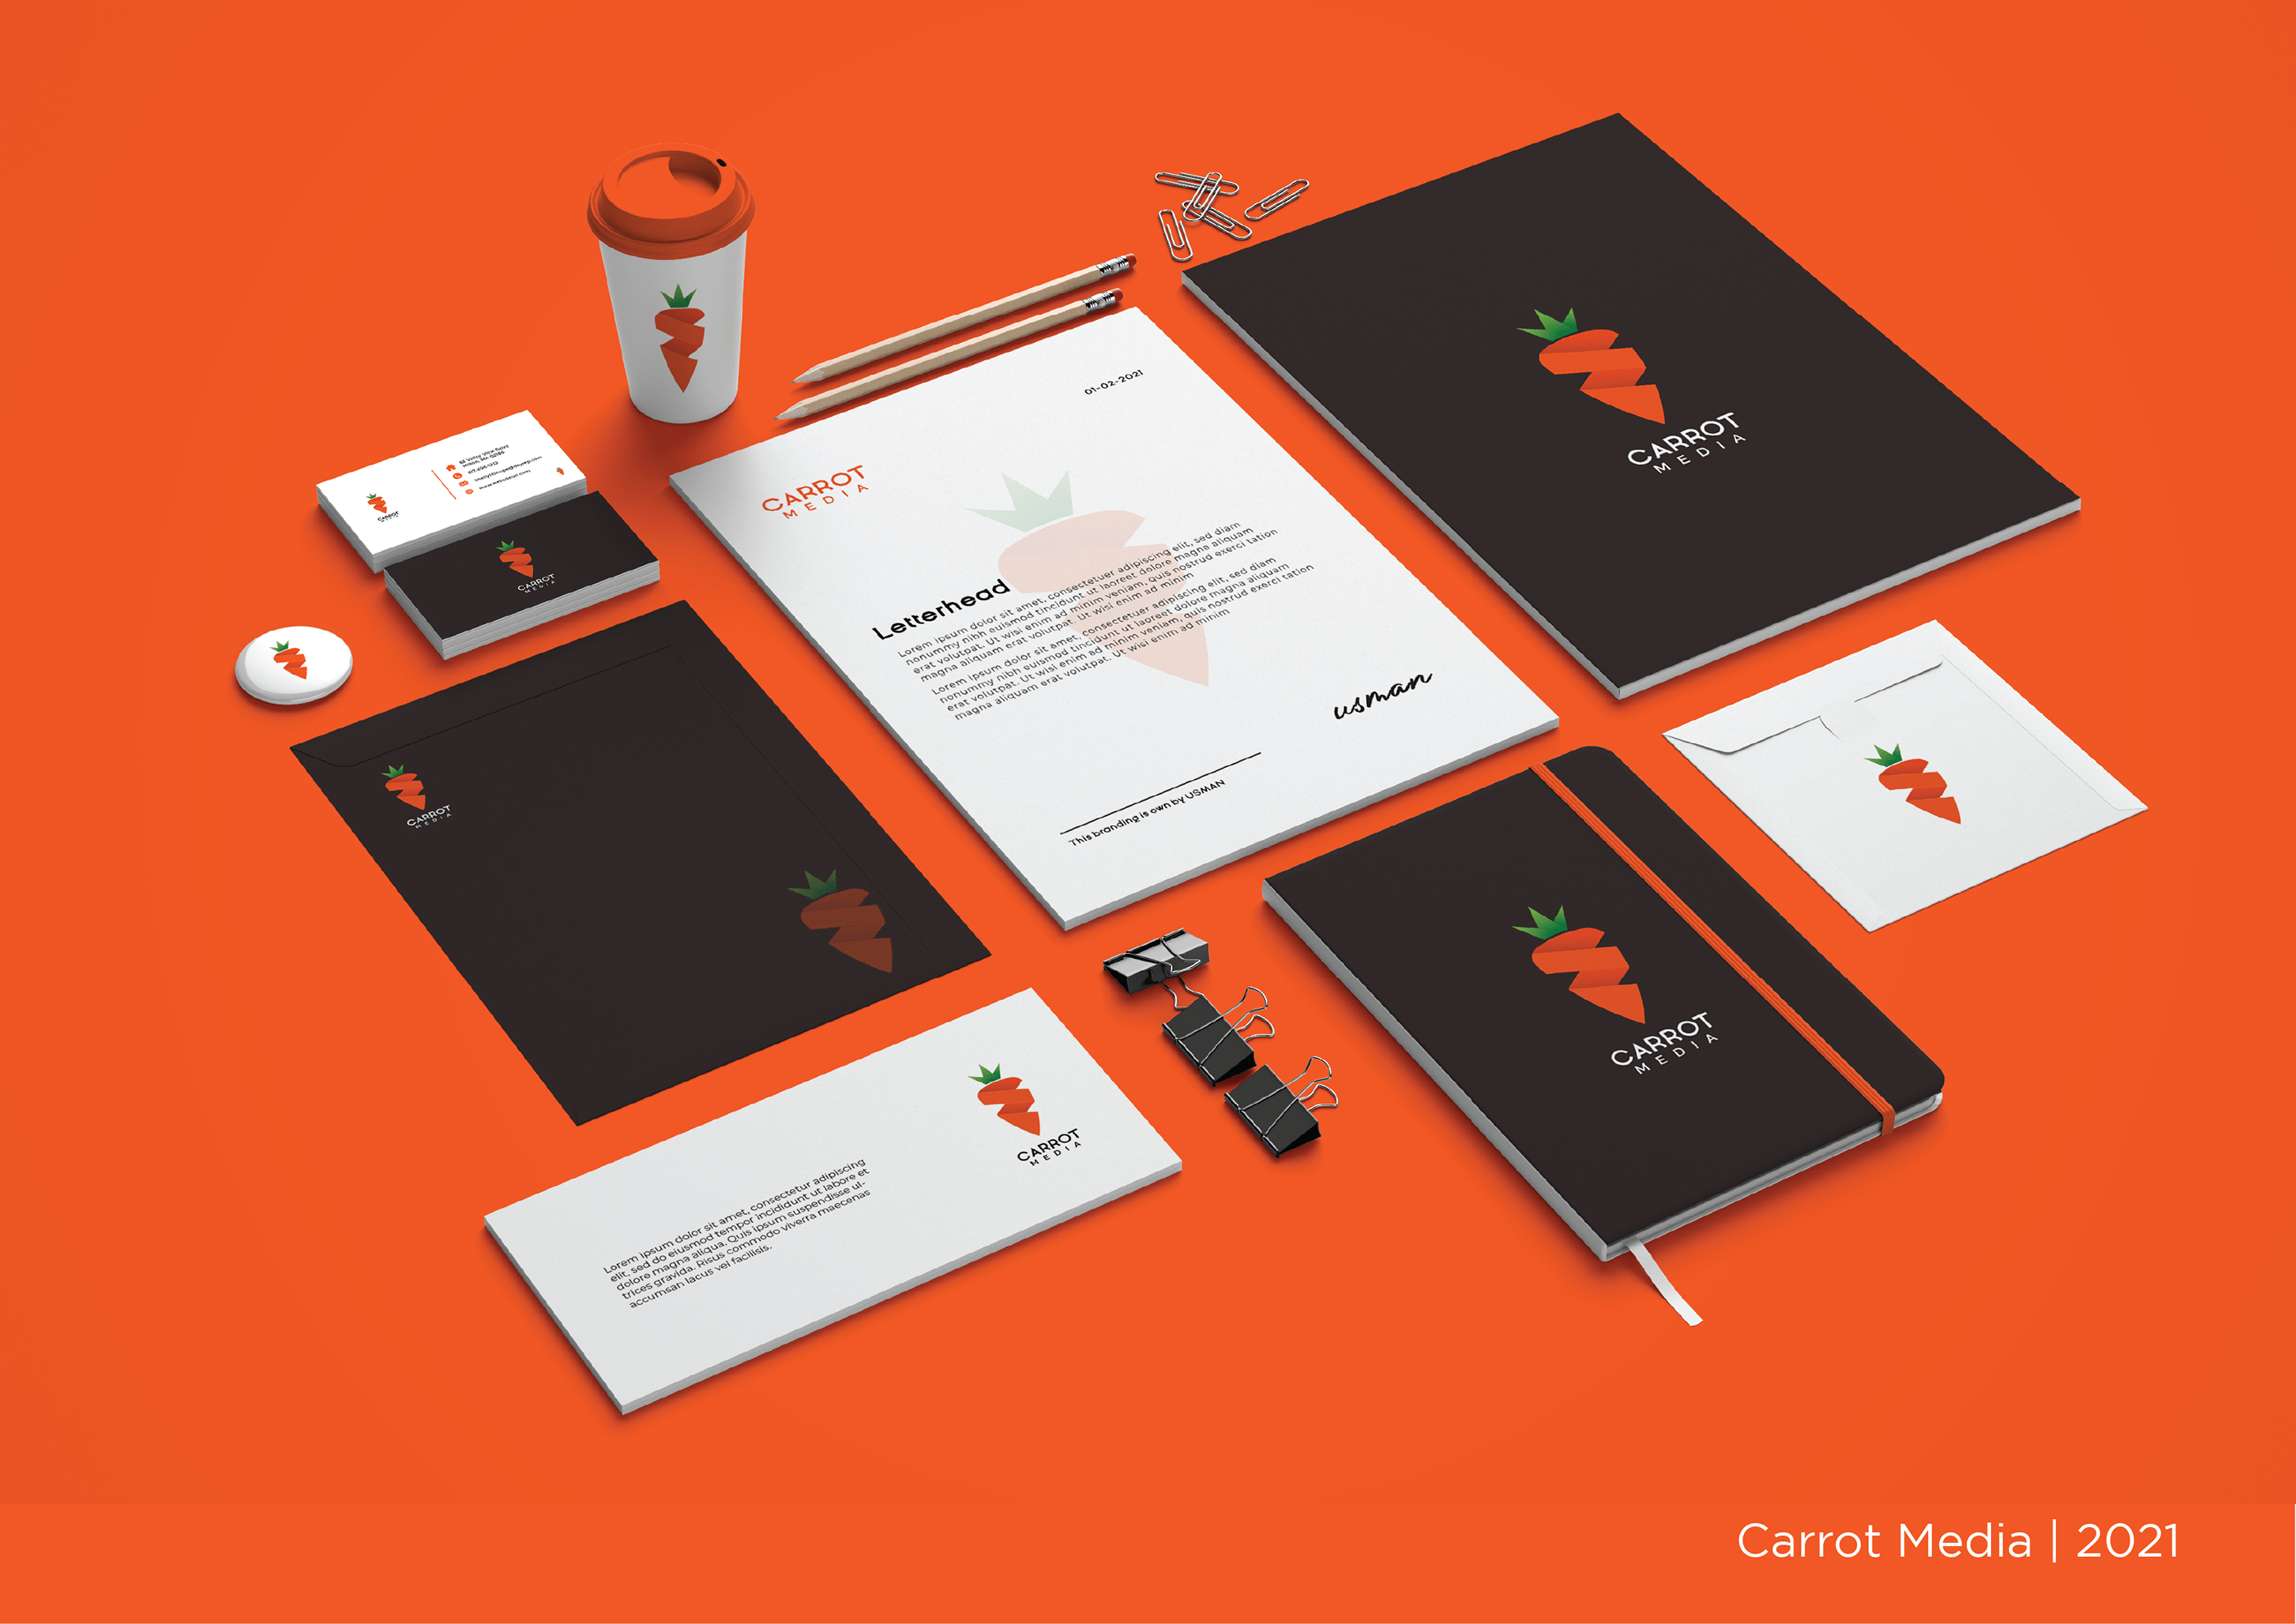 CARROT
MEDIA
01-02-2021
Letterhead
Lorem ipsum dolor sit amet, consectetuer adipiscing elit, sed diam
nonummy nibh euismod tincidunt ut laoreet dolore magna aliquam
erat volutpat. Ut wisi enim ad minim veniam, quis nostrud exerci tation
magna aliquam erat volutpat. Ut wisi enim ad minim
Lorem ipsum dolor sit amet, consectetuer adipiscing elit, sed diam
nonummy nibh euismod tincidunt ut laoreet dolore magna aliquam
erat volutpat. Ut wisi enim ad minim veniam, quis nostrud exerci tation
magna aliquam erat volutpat. Ut wisi enim ad minim
usman
This branding is own by USMAN
CARROT
MEDIA
CARROT
MEDIA
CARROT
MEDIA
CARROT
MEDIA
CARROT
MEDIA
Lorem ipsum dolor sit amet, consectetur adipiscing
elit, sed do eiusmod tempor incididunt ut labore et
dolore magna aliqua. Quis ipsum suspendisse ul-
trices gravida. Risus commodo viverra maecenas
accumsan lacus vel facilisis.
CARROT
MEDIA
Carrot Media | 2021